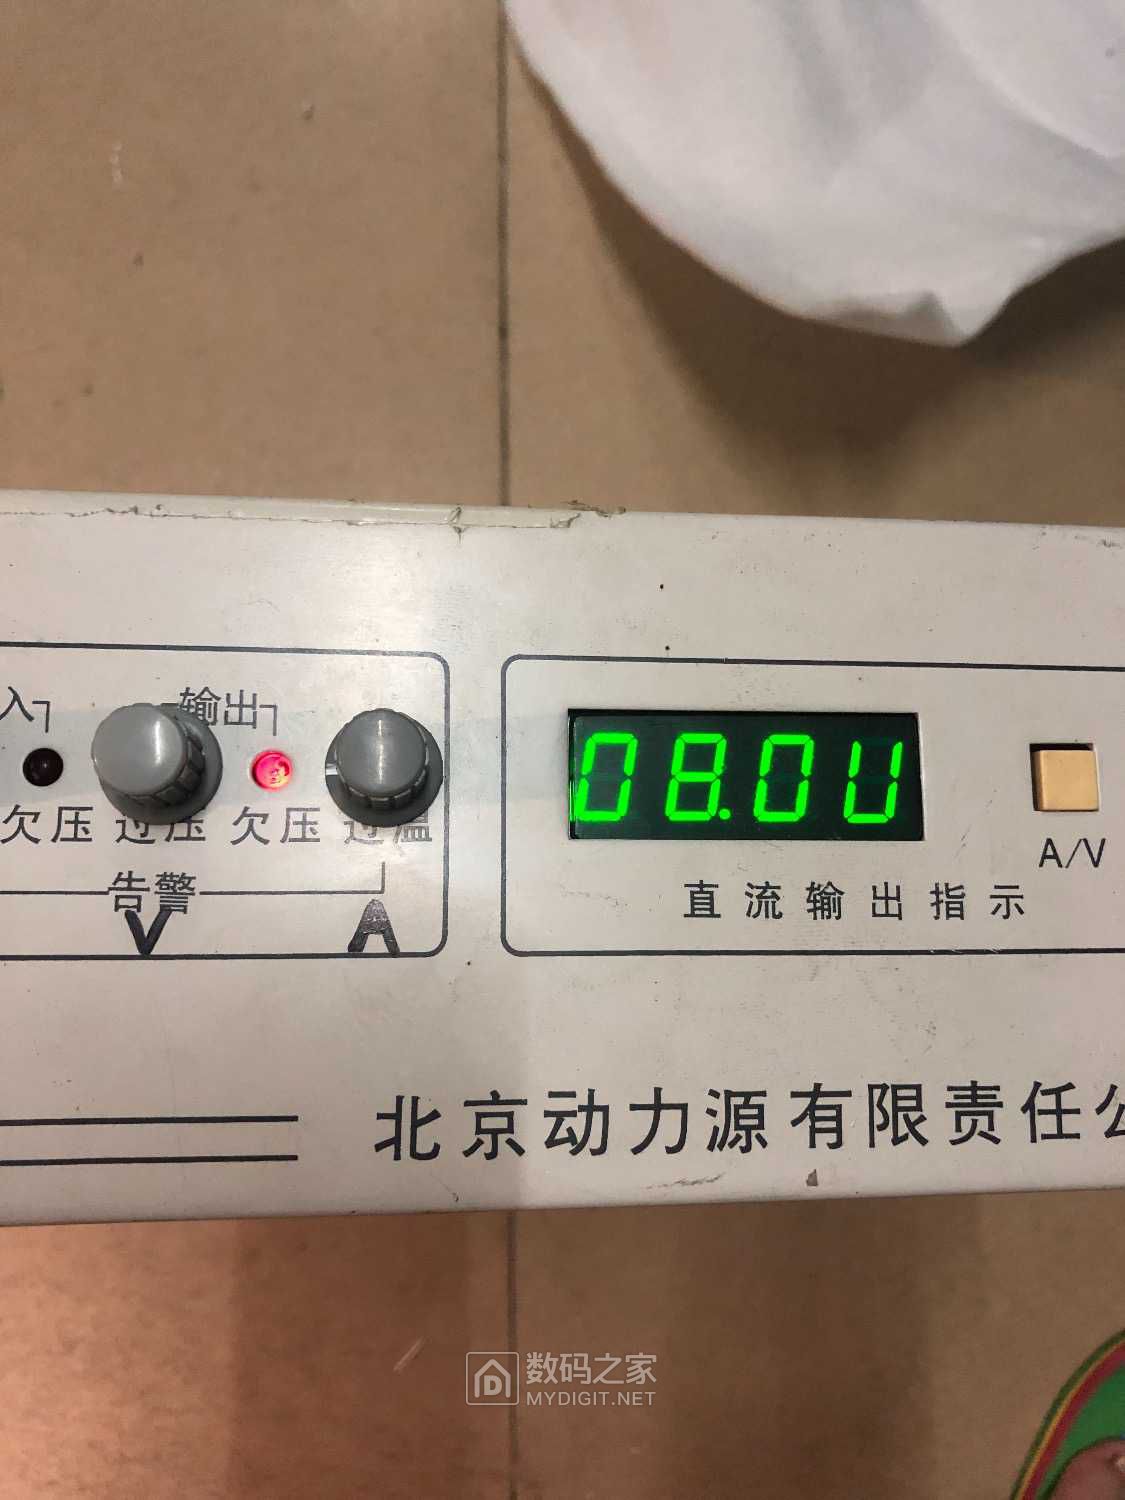 入 输出
欠压 过压 欠压 过温
告警
V A
08.0U
A/V
直流输出指示
北京动力源有限责任公
数码之家
MYDIGIT.NET